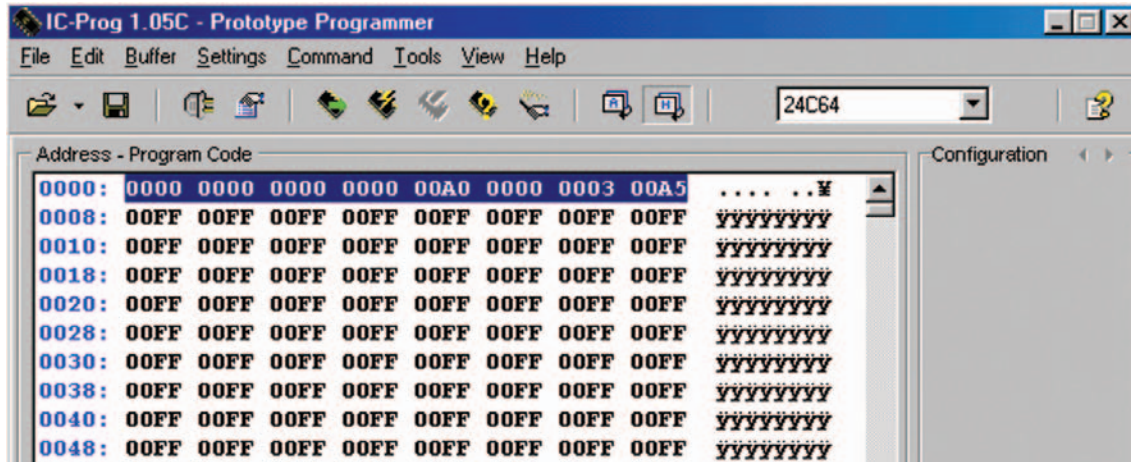 IC-Prog 1.05C - Prototype Programmer
File Edit Buffer Settings Command Tools View Help
24C64
Address - Program Code
Configuration
0000: 0000 0000 0000 0000 00A0 0000 0003 00A5 .... ..¥
0008: 00FF 00FF 00FF 00FF 00FF 00FF 00FF 00FF ÿÿÿÿÿÿÿÿ
0010: 00FF 00FF 00FF 00FF 00FF 00FF 00FF 00FF ÿÿÿÿÿÿÿÿ
0018: 00FF 00FF 00FF 00FF 00FF 00FF 00FF 00FF ÿÿÿÿÿÿÿÿ
0020: 00FF 00FF 00FF 00FF 00FF 00FF 00FF 00FF ÿÿÿÿÿÿÿÿ
0028: 00FF 00FF 00FF 00FF 00FF 00FF 00FF 00FF ÿÿÿÿÿÿÿÿ
0030: 00FF 00FF 00FF 00FF 00FF 00FF 00FF 00FF ÿÿÿÿÿÿÿÿ
0038: 00FF 00FF 00FF 00FF 00FF 00FF 00FF 00FF ÿÿÿÿÿÿÿÿ
0040: 00FF 00FF 00FF 00FF 00FF 00FF 00FF 00FF ÿÿÿÿÿÿÿÿ
0048: 00FF 00FF 00FF 00FF 00FF 00FF 00FF 00FF ÿÿÿÿÿÿÿÿ